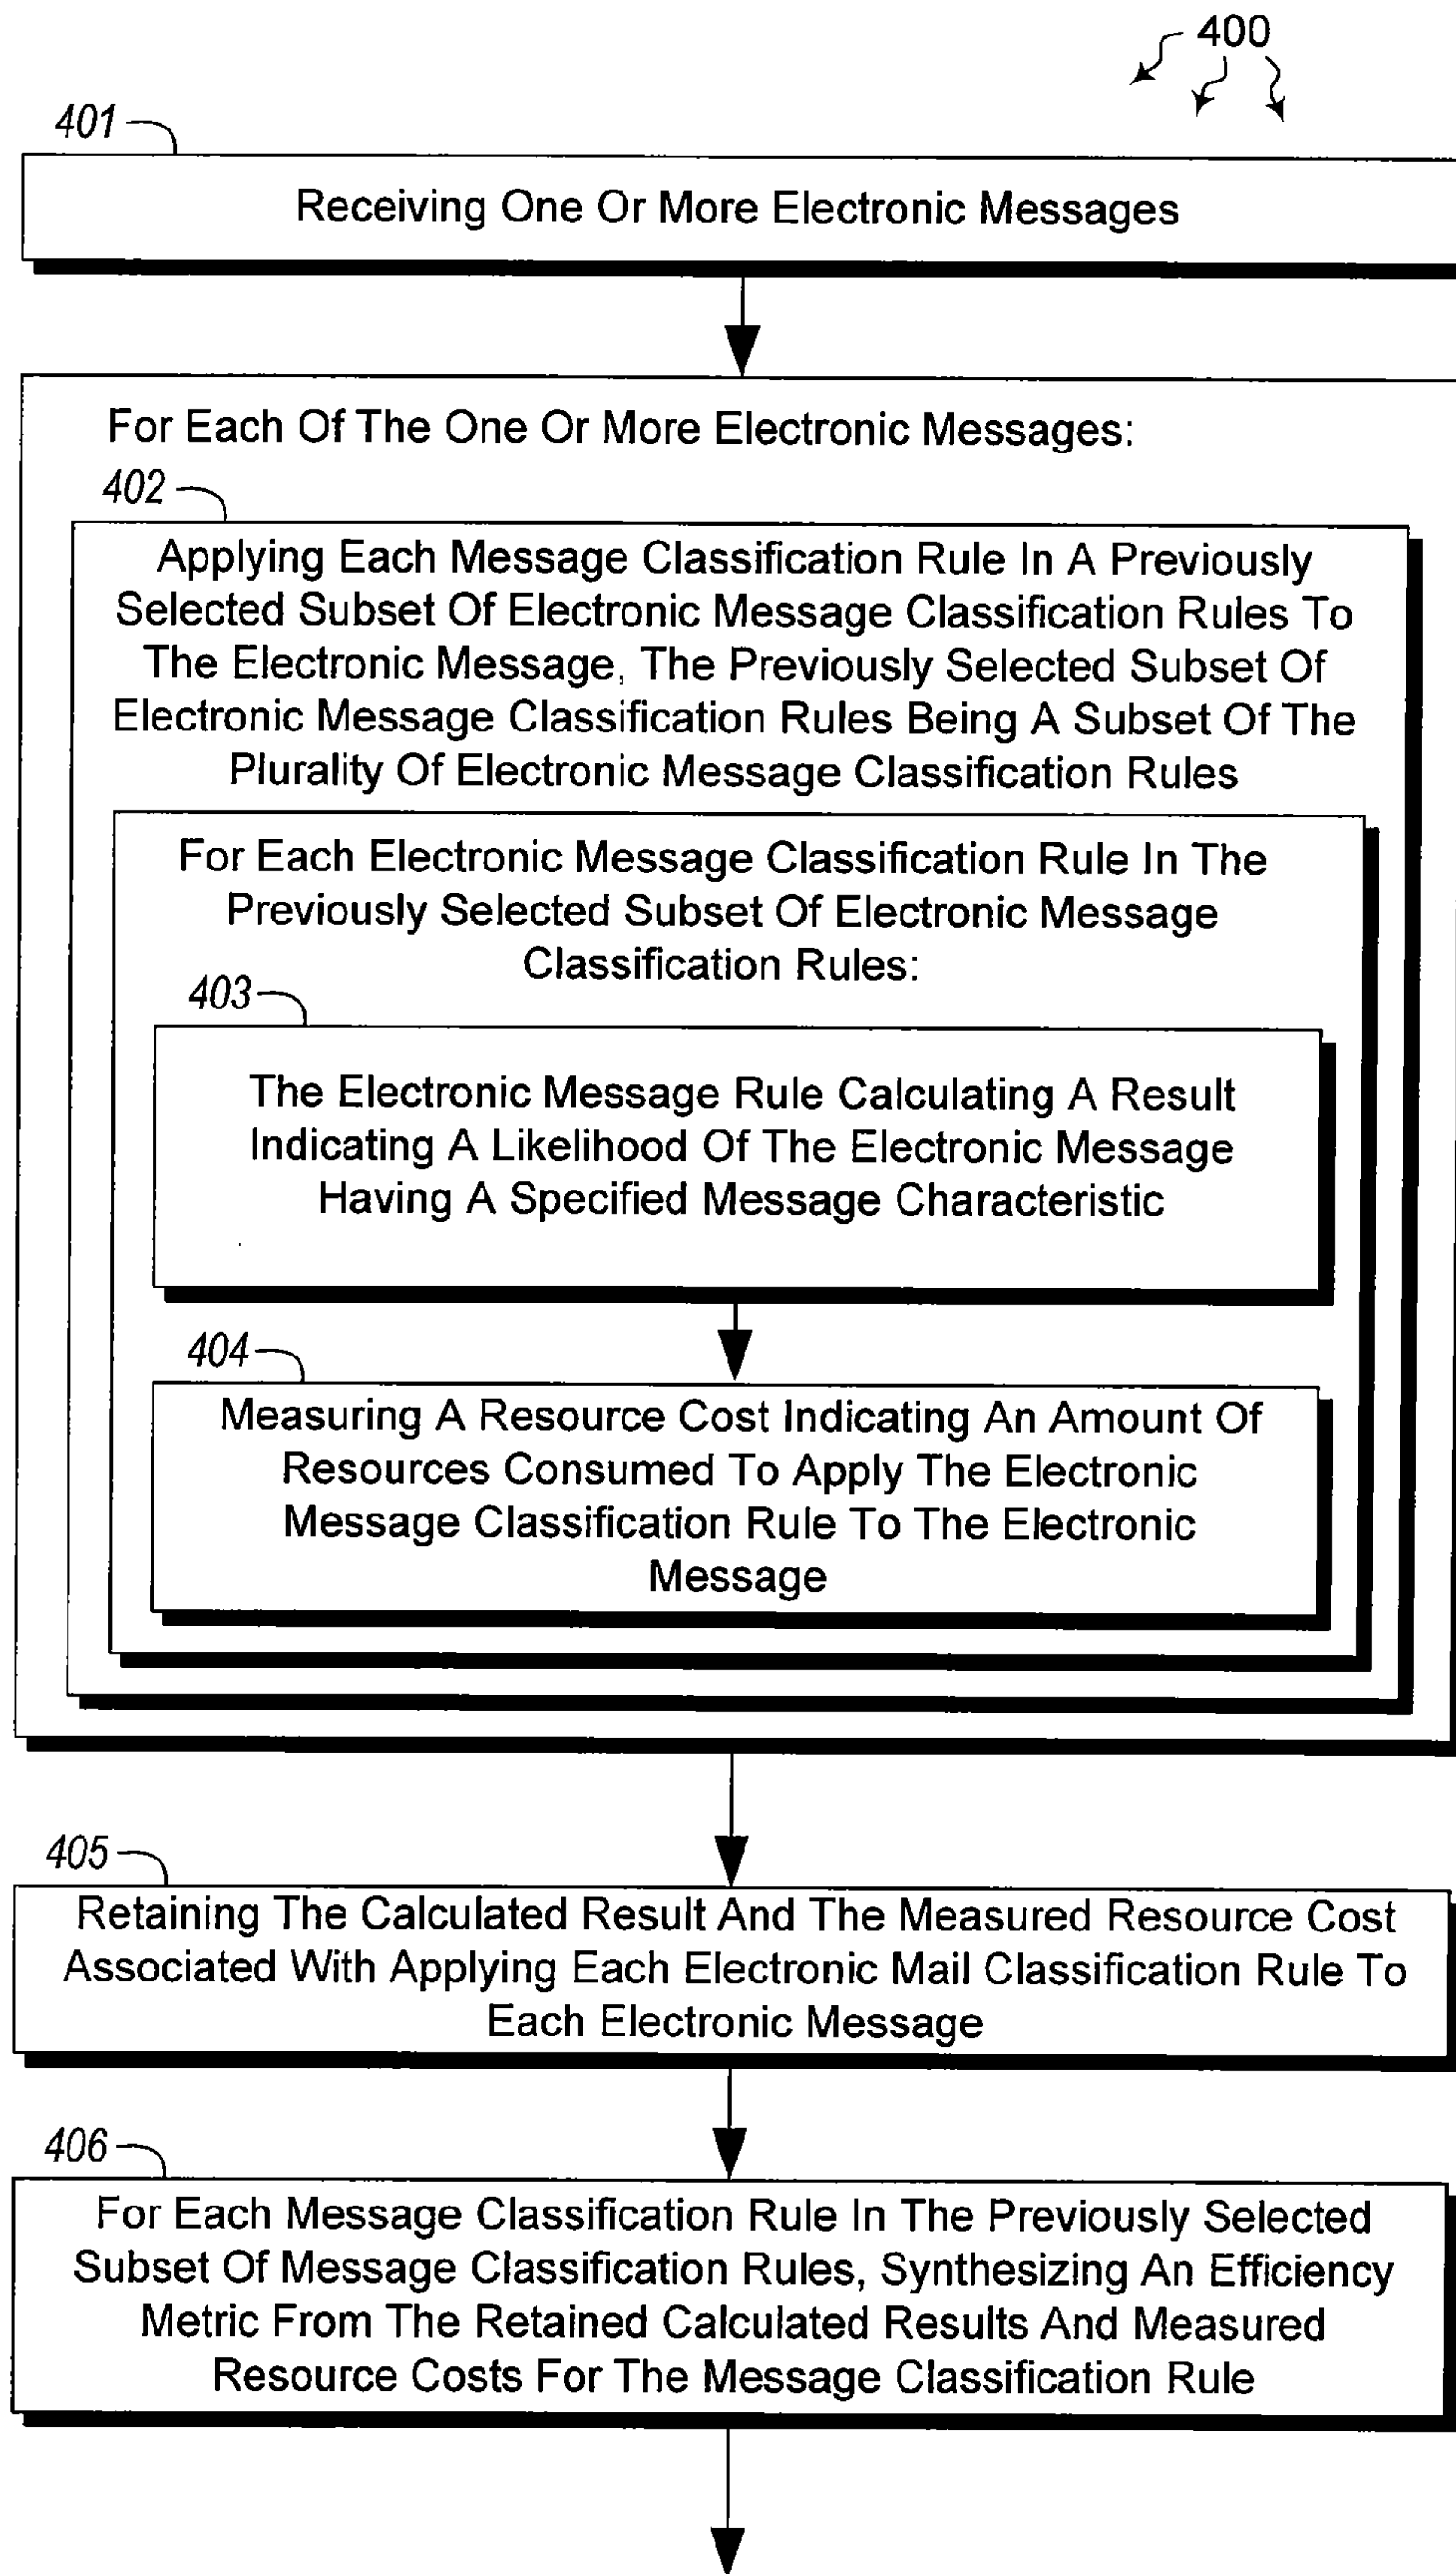 400
401
Receiving One Or More Electronic Messages
For Each Of The One Or More Electronic Messages:
402
Applying Each Message Classification Rule In A Previously
Selected Subset Of Electronic Message Classification Rules To
The Electronic Message, The Previously Selected Subset Of
Electronic Message Classification Rules Being A Subset Of The
Plurality Of Electronic Message Classification Rules
For Each Electronic Message Classification Rule In The
Previously Selected Subset Of Electronic Message
Classification Rules:
403
The Electronic Message Rule Calculating A Result
Indicating A Likelihood Of The Electronic Message
Having A Specified Message Characteristic
404
Measuring A Resource Cost Indicating An Amount Of
Resources Consumed To Apply The Electronic
Message Classification Rule To The Electronic
Message
405
Retaining The Calculated Result And The Measured Resource Cost
Associated With Applying Each Electronic Mail Classification Rule To
Each Electronic Message
406
For Each Message Classification Rule In The Previously Selected
Subset Of Message Classification Rules, Synthesizing An Efficiency
Metric From The Retained Calculated Results And Measured
Resource Costs For The Message Classification Rule